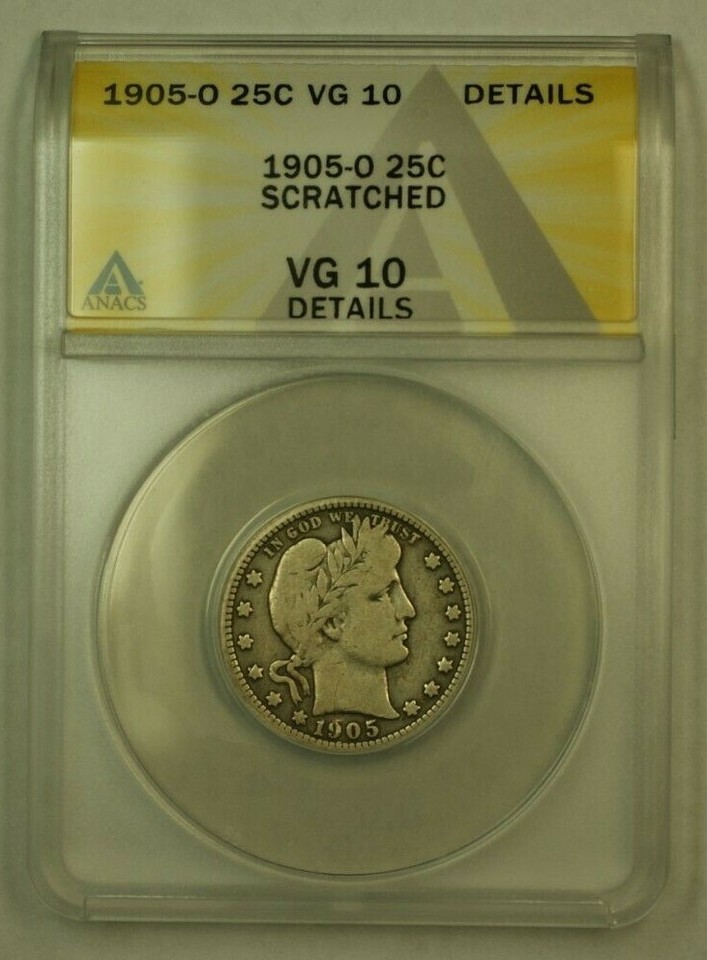 1905-O 25C VG 10 DETAILS
1905-O 25C
SCRATCHED
VG 10
DETAILS
ANACS
IN GOD WE TRUST
1905